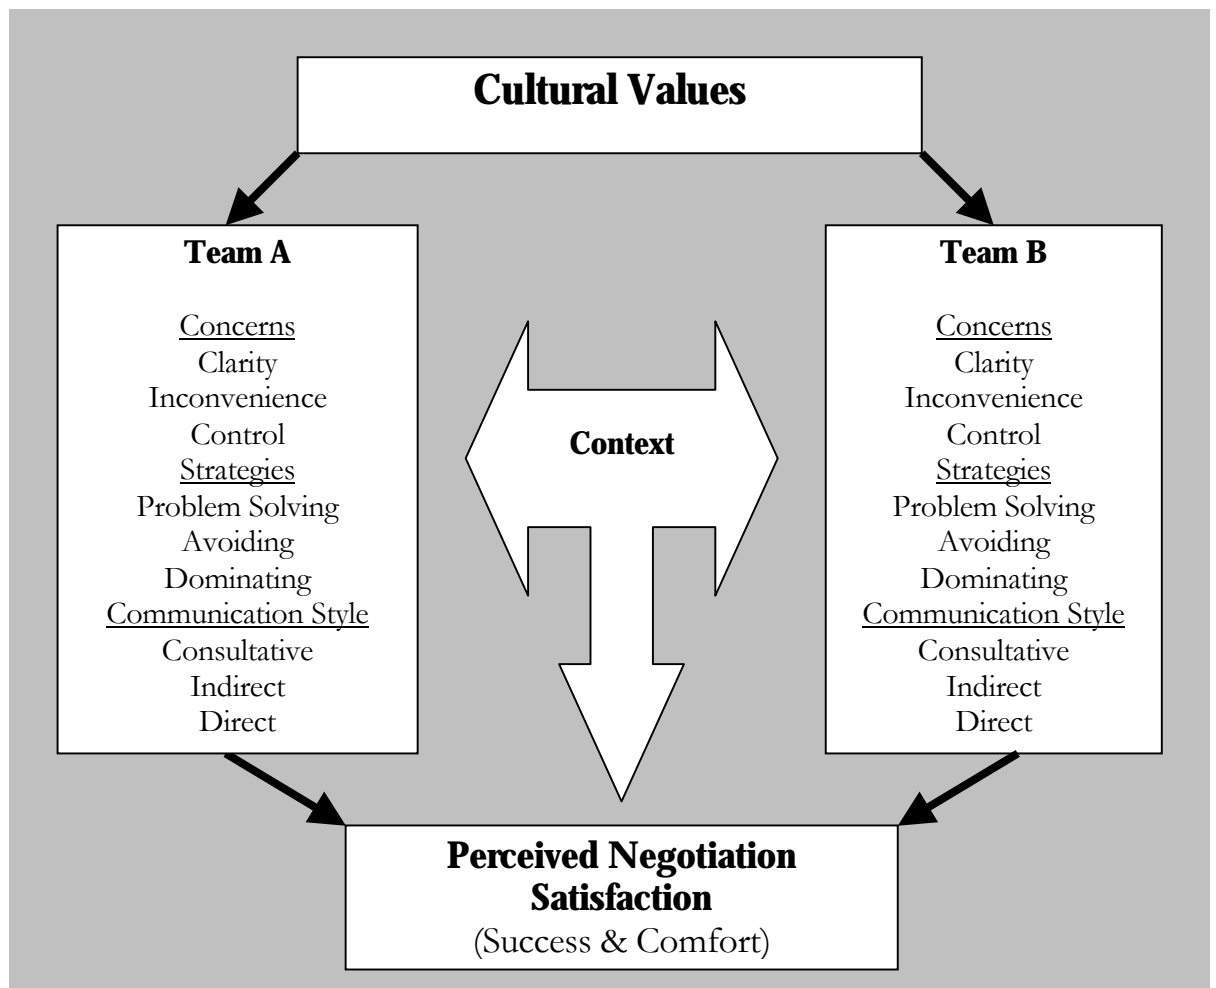 Cultural Values
Team A
Concerns
Clarity
Inconvenience
Control
Strategies
Problem Solving
Avoiding
Dominating
Communication Style
Consultative
Indirect
Direct
Context
Team B
Concerns
Clarity
Inconvenience
Control
Strategies
Problem Solving
Avoiding
Dominating
Communication Style
Consultative
Indirect
Direct
Perceived Negotiation
Satisfaction
(Success & Comfort)